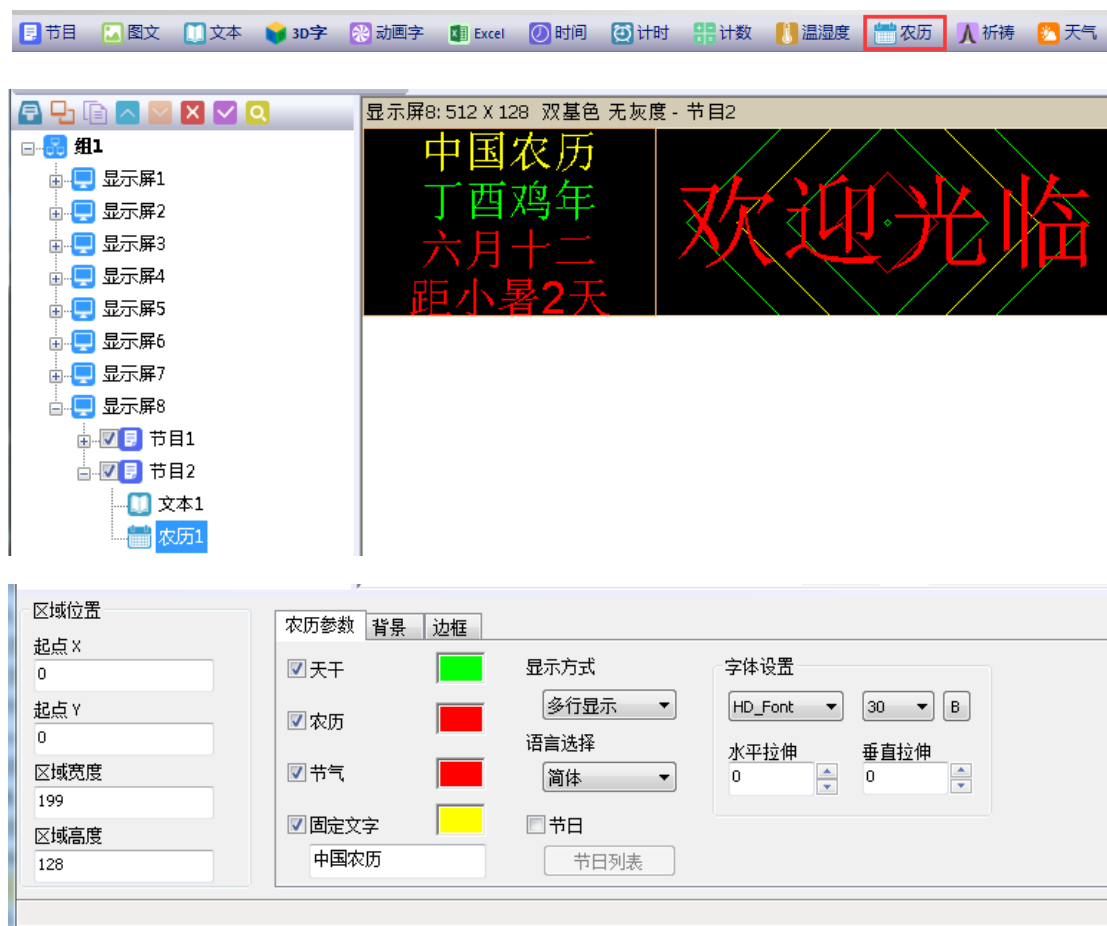 节目 图文 文本 3D字 动画字 Excel 时间 计时 计数 温湿度 农历 祈祷 天气
显示屏8: 512 X 128 双基色 无灰度 - 节目2
组1
显示屏1
显示屏2
显示屏3
显示屏4
显示屏5
显示屏6
显示屏7
显示屏8
节目1
节目2
文本1
农历1
中国农历
丁酉鸡年
六月十二
距小暑2天
欢迎光临
区域位置
起点 X
0
起点 Y
0
区域宽度
199
区域高度
128
农历参数 背景 边框
天干
农历
节气
固定文字
中国农历
显示方式
多行显示
语言选择
简体
节日
节日列表
字体设置
HD_Font 30 B
水平拉伸 垂直拉伸
0 0